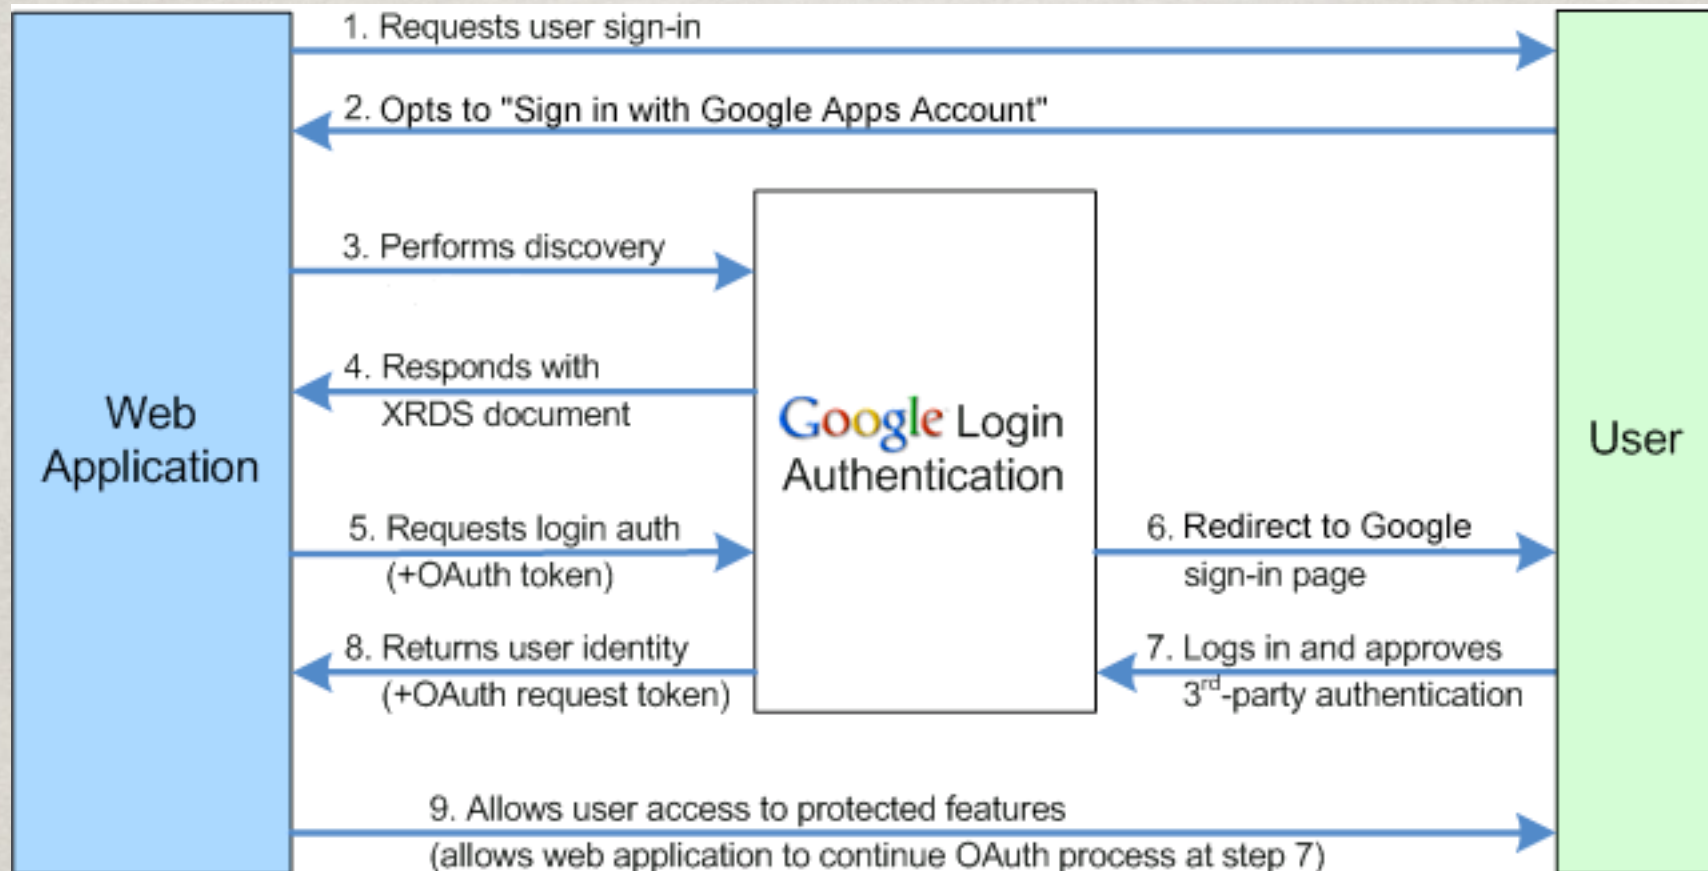 1. Requests user sign-in
2. Opts to "Sign in with Google Apps Account"
3. Performs discovery
4. Responds with
XRDS document
Web
Application
Google Login
Authentication
User
5. Requests login auth
(+OAuth token)
6. Redirect to Google
sign-in page
8. Returns user identity
(+OAuth request token)
7. Logs in and approves
3rd-party authentication
9. Allows user access to protected features
(allows web application to continue OAuth process at step 7)